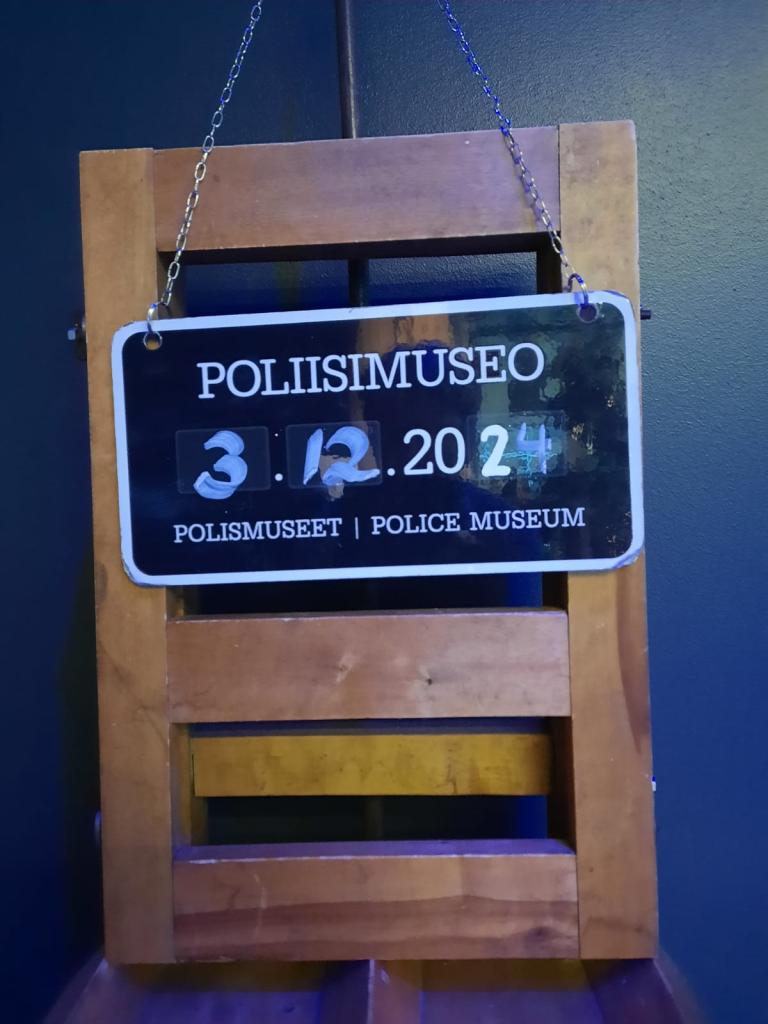 POLIISIMUSEO
3.12.2024
POLISMUSEET | POLICE MUSEUM